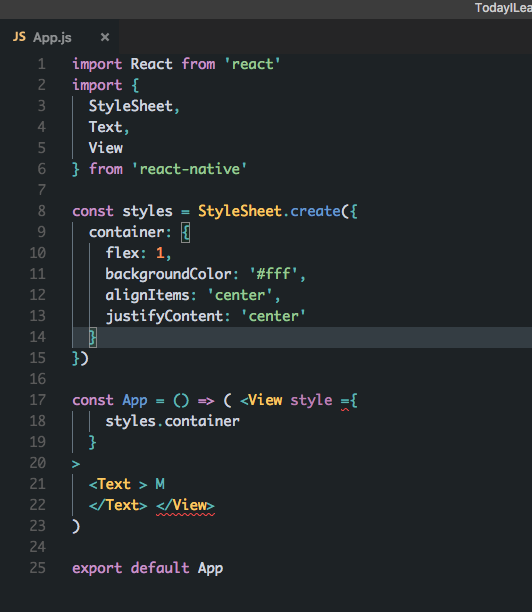 TodayILea
JS App.js ×
1 import React from 'react'
2 import {
3   StyleSheet,
4   Text,
5   View
6 } from 'react-native'
7
8 const styles = StyleSheet.create({
9   container: {
10     flex: 1,
11     backgroundColor: '#fff',
12     alignItems: 'center',
13     justifyContent: 'center'
14   }
15 })
16
17 const App = () => ( <View style ={
18     styles.container
19   }
20 >
21   <Text > M
22   </Text> </View>
23 )
24
25 export default App